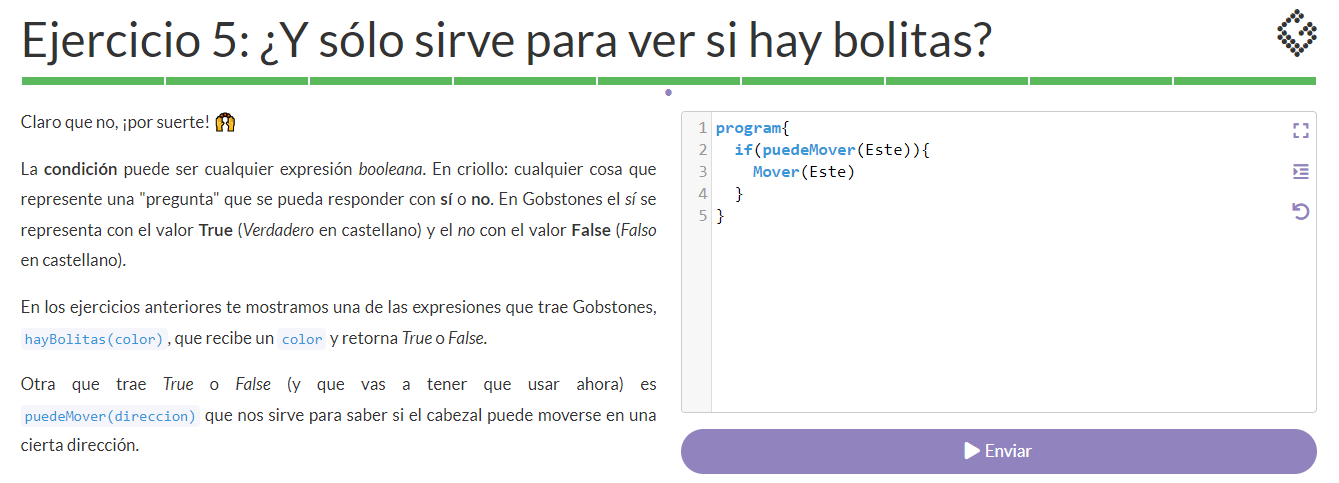 Ejercicio 5: ¿Y sólo sirve para ver si hay bolitas?
Claro que no, ¡por suerte! 🙌
La condición puede ser cualquier expresión booleana. En criollo: cualquier cosa que
represente una "pregunta" que se pueda responder con sí o no. En Gobstones el sí se
representa con el valor True (Verdadero en castellano) y el no con el valor False (Falso
en castellano).
En los ejercicios anteriores te mostramos una de las expresiones que trae Gobstones,
hayBolitas(color) , que recibe un color y retorna True o False.
Otra que trae True o False (y que vas a tener que usar ahora) es
puedeMover(direccion) que nos sirve para saber si el cabezal puede moverse en una
cierta dirección.
1 program{
2   if(puedeMover(Este)){
3     Mover(Este)
4   }
5 }
Enviar